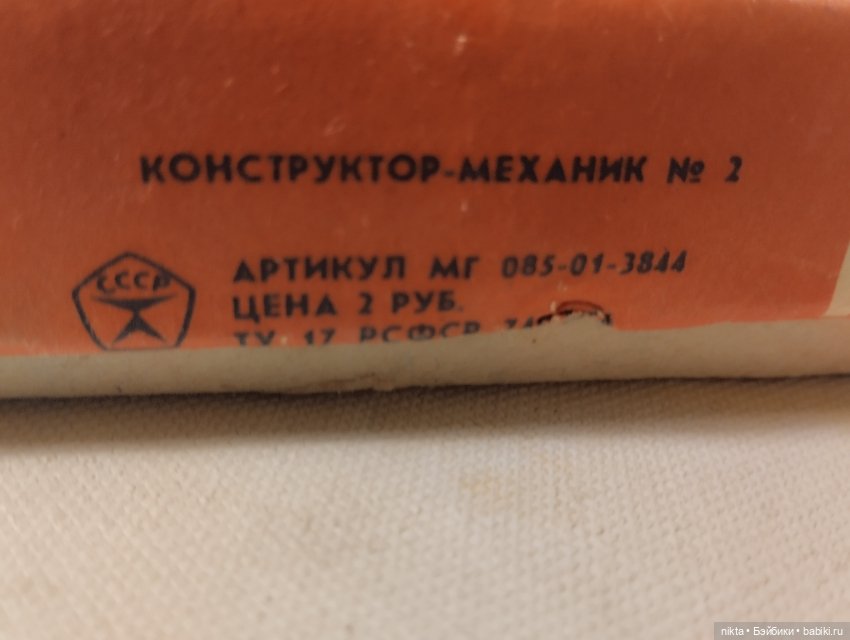 КОНСТРУКТОР-МЕХАНИК № 2
СССР
АРТИКУЛ МГ 085-01-3844
ЦЕНА 2 РУБ.
ТУ 17 РСФСР
nikta • Бэйбики • babiki.ru